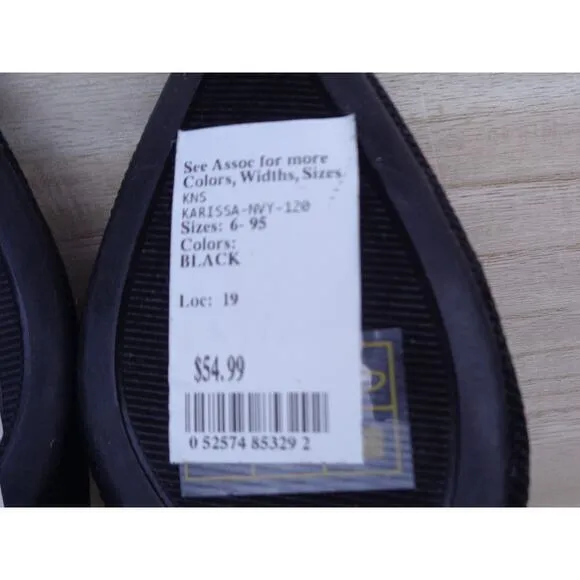 See Assoc for more
Colors, Widths, Sizes
KNS
KARISSA-NVY-120
Sizes: 6- 95
Colors:
BLACK
Loc: 19
$54.99
0 52574 85329 2